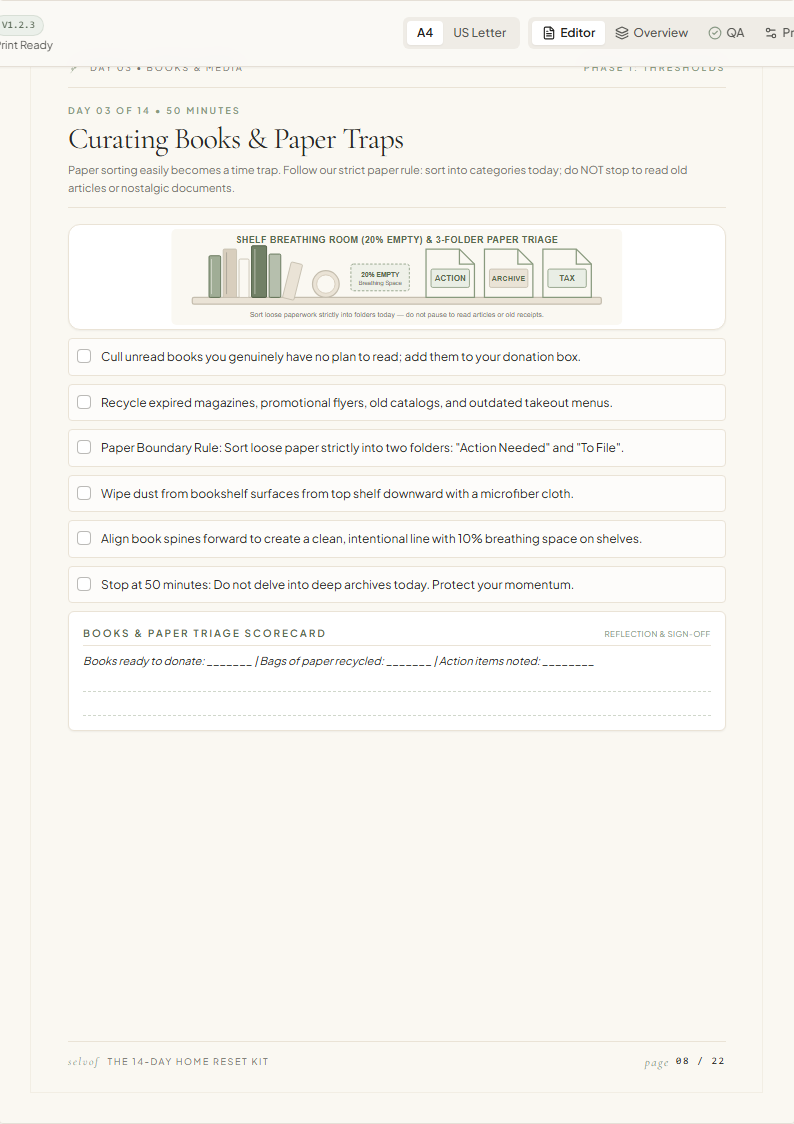 V1.2.3
Print Ready
A4
US Letter
Editor
Overview
QA
DAY 03 • BOOKS & MEDIA
PHASE 1: THRESHOLDS
DAY 03 OF 14 • 50 MINUTES
Curating Books & Paper Traps
Paper sorting easily becomes a time trap. Follow our strict paper rule: sort into categories today; do NOT stop to read old
articles or nostalgic documents.
SHELF BREATHING ROOM (20% EMPTY) & 3-FOLDER PAPER TRIAGE
20% EMPTY
Breathing Space
ACTION
ARCHIVE
TAX
Sort loose paperwork strictly into folders today — do not pause to read articles or old receipts.
Cull unread books you genuinely have no plan to read; add them to your donation box.
Recycle expired magazines, promotional flyers, old catalogs, and outdated takeout menus.
Paper Boundary Rule: Sort loose paper strictly into two folders: "Action Needed" and "To File".
Wipe dust from bookshelf surfaces from top shelf downward with a microfiber cloth.
Align book spines forward to create a clean, intentional line with 10% breathing space on shelves.
Stop at 50 minutes: Do not delve into deep archives today. Protect your momentum.
BOOKS & PAPER TRIAGE SCORECARD
REFLECTION & SIGN-OFF
Books ready to donate: _______ | Bags of paper recycled: _______ | Action items noted: ________
selvof THE 14-DAY HOME RESET KIT
page 08 / 22